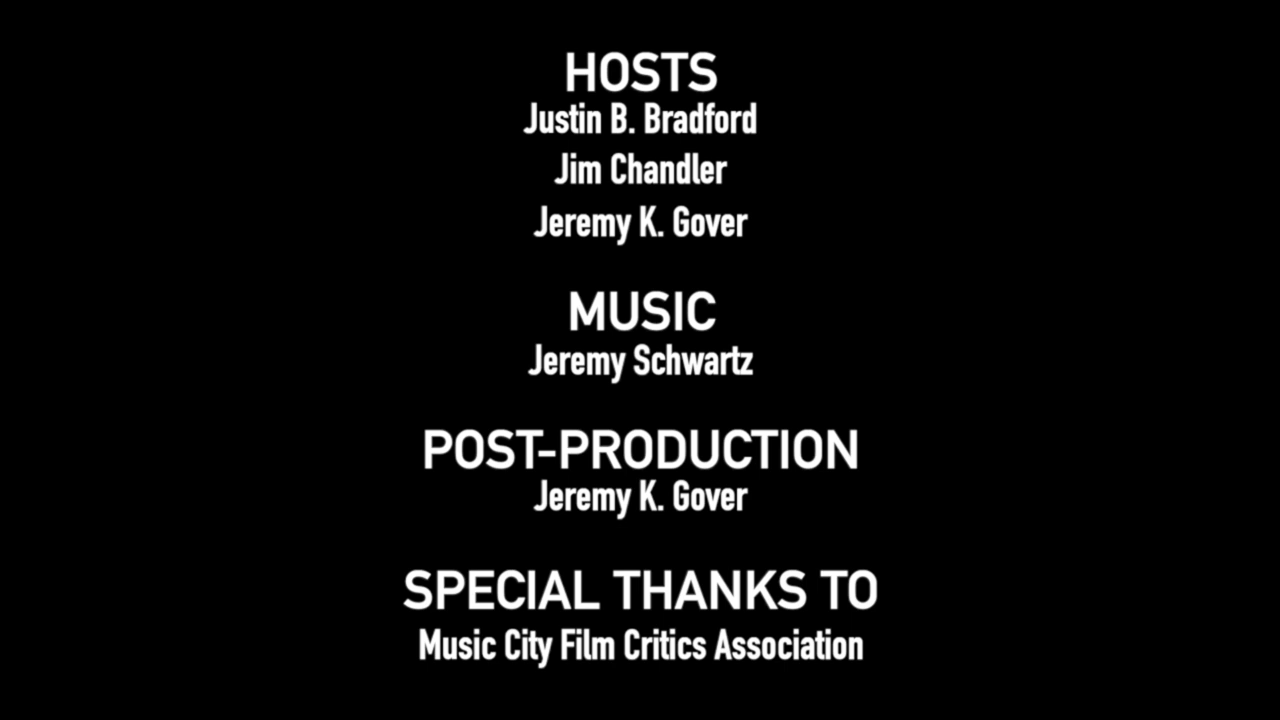 HOSTS
Justin B. Bradford
Jim Chandler
Jeremy K. Gover
MUSIC
Jeremy Schwartz
POST-PRODUCTION
Jeremy K. Gover
SPECIAL THANKS TO
Music City Film Critics Association